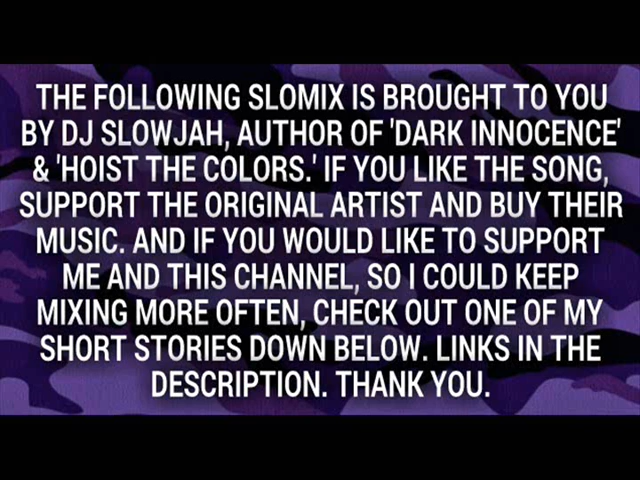 THE FOLLOWING SLOMIX IS BROUGHT TO YOU
BY DJ SLOWJAH, AUTHOR OF 'DARK INNOCENCE'
& 'HOIST THE COLORS.' IF YOU LIKE THE SONG,
SUPPORT THE ORIGINAL ARTIST AND BUY THEIR
MUSIC. AND IF YOU WOULD LIKE TO SUPPORT
ME AND THIS CHANNEL, SO I COULD KEEP
MIXING MORE OFTEN, CHECK OUT ONE OF MY
SHORT STORIES DOWN BELOW. LINKS IN THE
DESCRIPTION. THANK YOU.